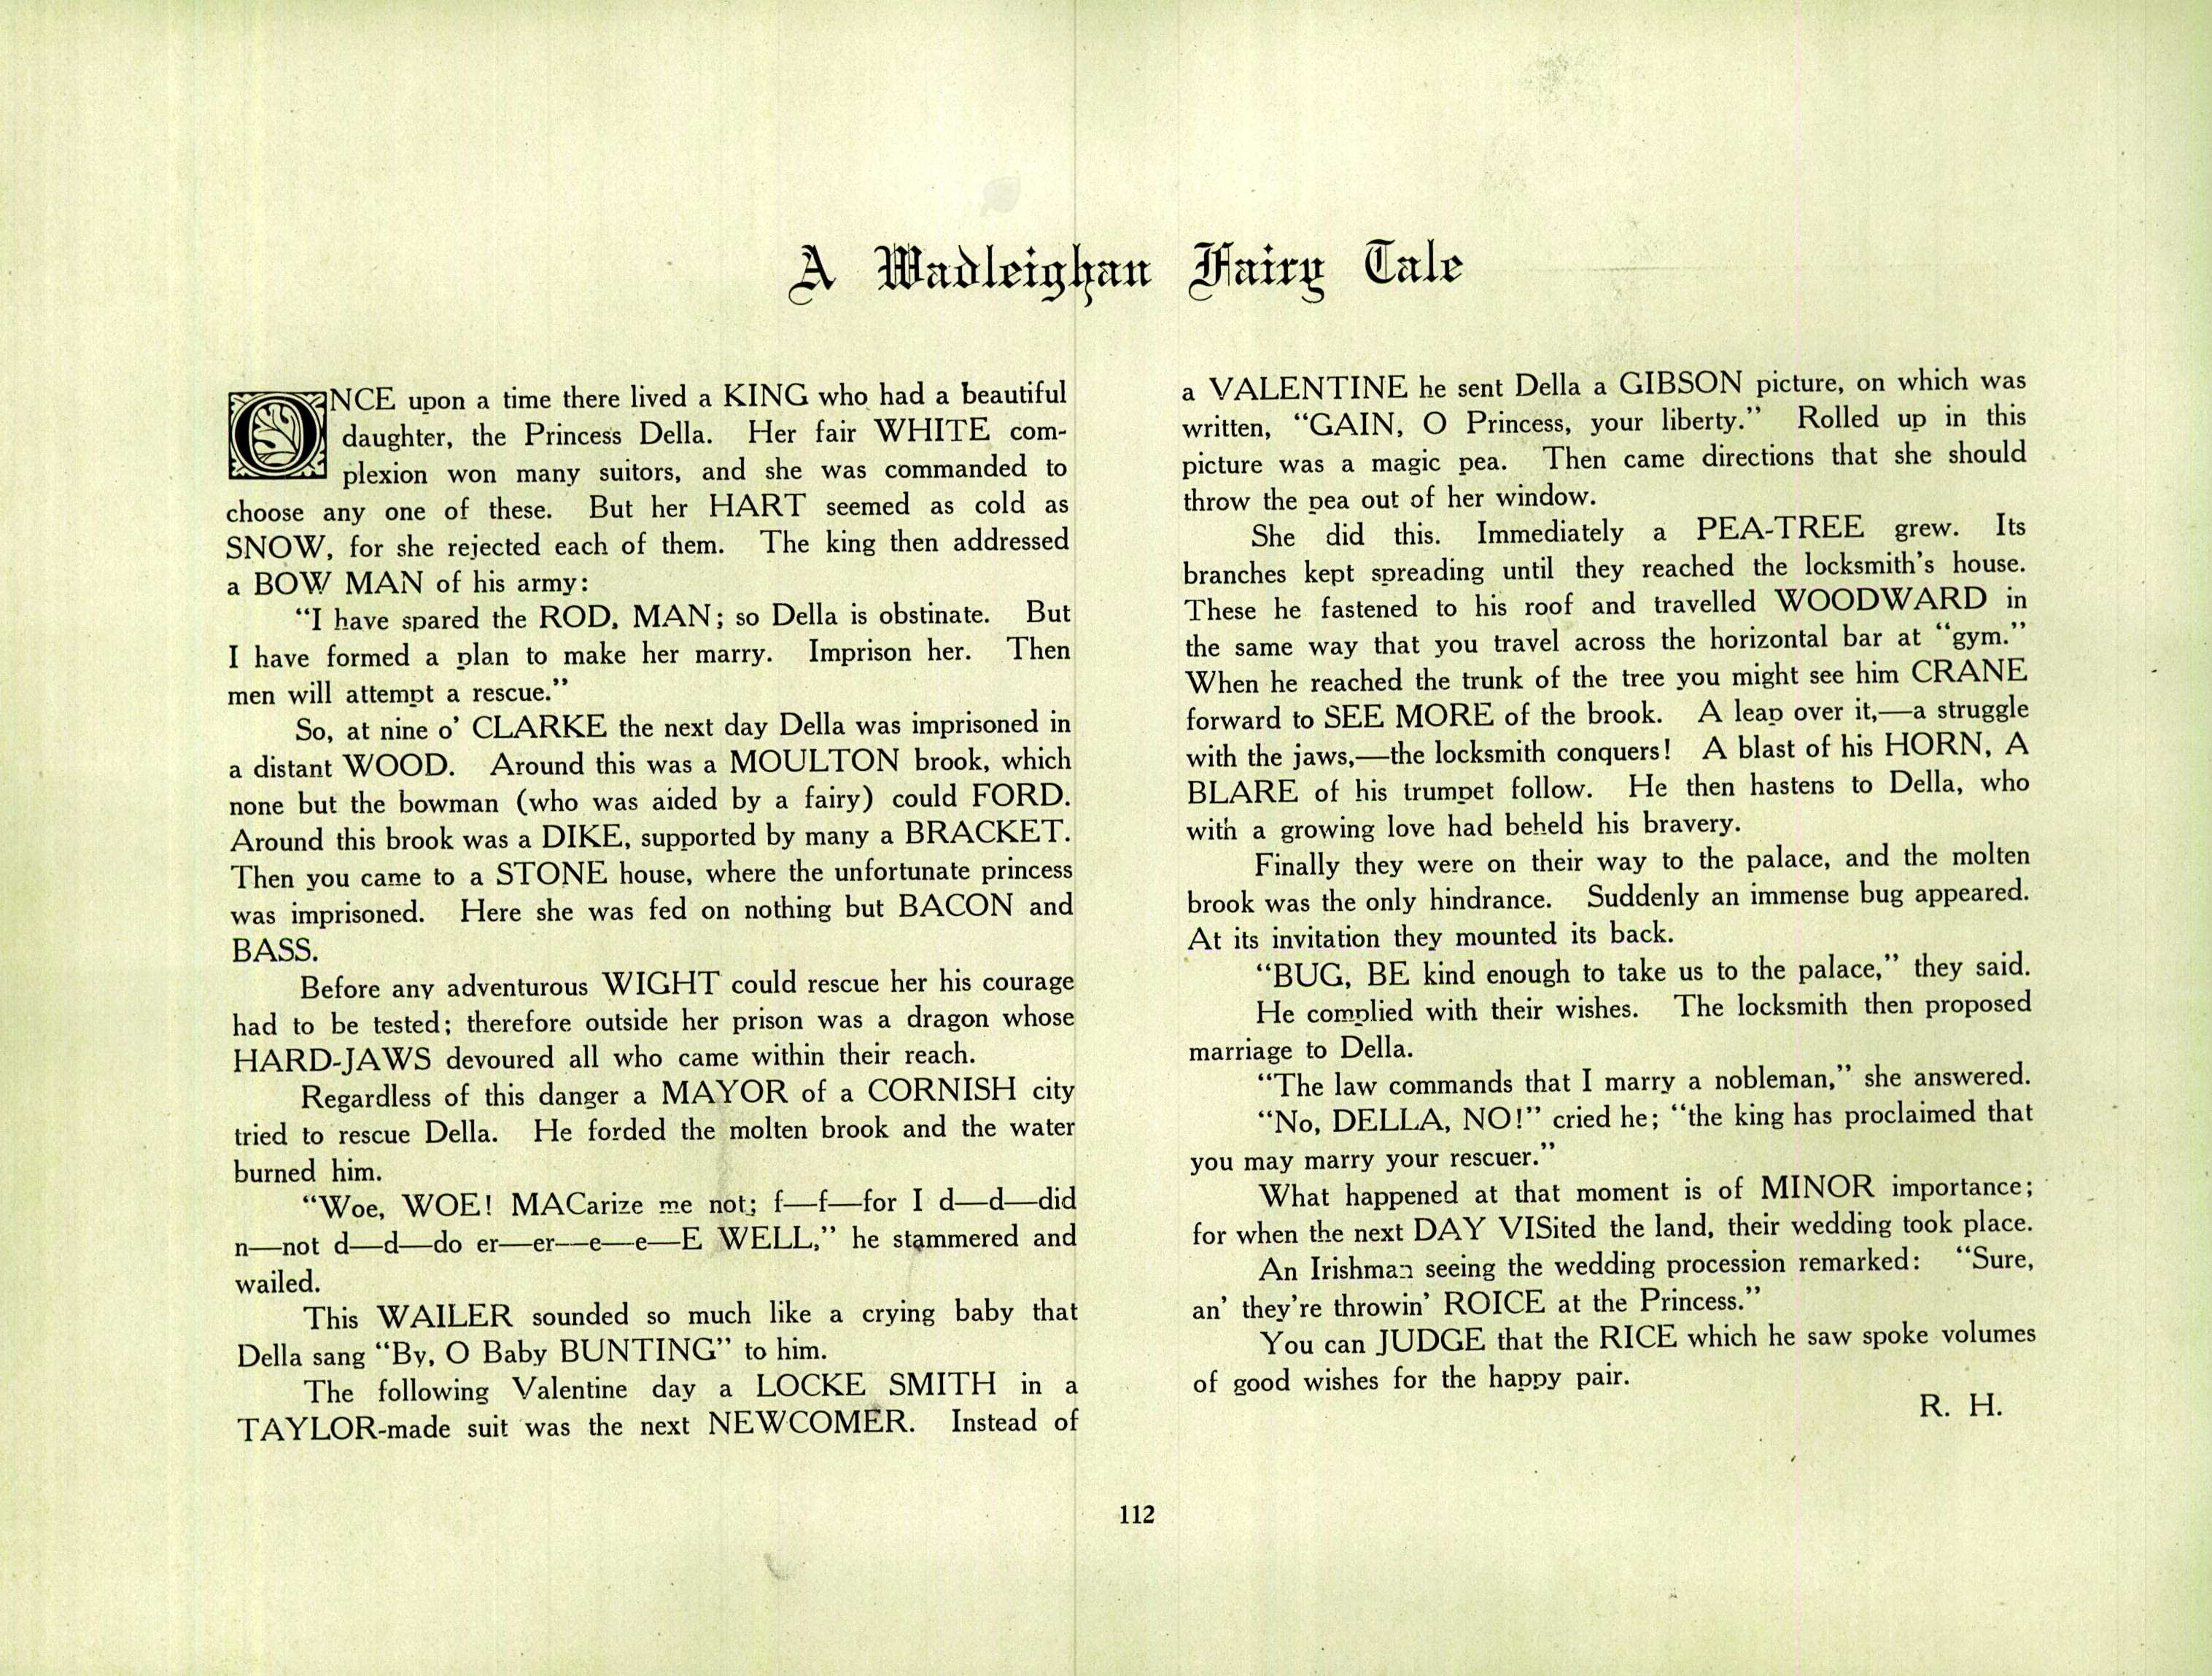 A Wadleighan Fairy Tale
ONCE upon a time there lived a KING who had a beautiful
daughter, the Princess Della. Her fair WHITE com-
plexion won many suitors, and she was commanded to
choose any one of these. But her HART seemed as cold as
SNOW, for she rejected each of them. The king then addressed
a BOW MAN of his army:
“I have spared the ROD, MAN; so Della is obstinate. But
I have formed a plan to make her marry. Imprison her. Then
men will attempt a rescue.”
So, at nine o’ CLARKE the next day Della was imprisoned in
a distant WOOD. Around this was a MOULTON brook, which
none but the bowman (who was aided by a fairy) could FORD.
Around this brook was a DIKE, supported by many a BRACKET.
Then you came to a STONE house, where the unfortunate princess
was imprisoned. Here she was fed on nothing but BACON and
BASS.
Before any adventurous WIGHT could rescue her his courage
had to be tested; therefore outside her prison was a dragon whose
HARD-JAWS devoured all who came within their reach.
Regardless of this danger a MAYOR of a CORNISH city
tried to rescue Della. He forded the molten brook and the water
burned him.
“Woe, WOE! MACarize me not; f—f—for I d—d—did
n—not d—d—do er—er—e—e—E WELL,” he stammered and
wailed.
This WAILER sounded so much like a crying baby that
Della sang “By, O Baby BUNTING” to him.
The following Valentine day a LOCKE SMITH in a
TAYLOR-made suit was the next NEWCOMER. Instead of
a VALENTINE he sent Della a GIBSON picture, on which was
written, “GAIN, O Princess, your liberty.” Rolled up in this
picture was a magic pea. Then came directions that she should
throw the pea out of her window.
She did this. Immediately a PEA-TREE grew. Its
branches kept spreading until they reached the locksmith’s house.
These he fastened to his roof and travelled WOODWARD in
the same way that you travel across the horizontal bar at “gym.”
When he reached the trunk of the tree you might see him CRANE
forward to SEE MORE of the brook. A leap over it,—a struggle
with the jaws,—the locksmith conquers! A blast of his HORN, A
BLARE of his trumpet follow. He then hastens to Della, who
with a growing love had beheld his bravery.
Finally they were on their way to the palace, and the molten
brook was the only hindrance. Suddenly an immense bug appeared.
At its invitation they mounted its back.
“BUG, BE kind enough to take us to the palace,” they said.
He complied with their wishes. The locksmith then proposed
marriage to Della.
“The law commands that I marry a nobleman,” she answered.
“No, DELLA, NO!” cried he; “the king has proclaimed that
you may marry your rescuer.”
What happened at that moment is of MINOR importance;
for when the next DAY VISited the land, their wedding took place.
An Irishman seeing the wedding procession remarked: “Sure,
an’ they’re throwin’ ROICE at the Princess.”
You can JUDGE that the RICE which he saw spoke volumes
of good wishes for the happy pair.
R. H.
112